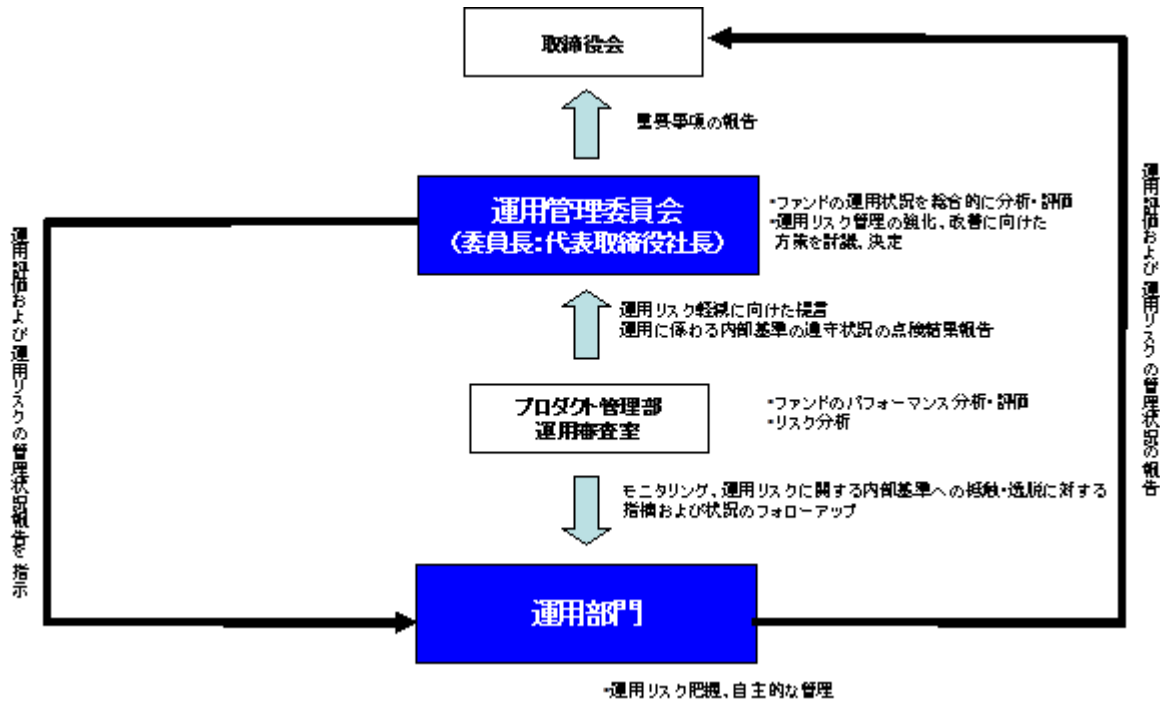 取締役会
重要事項の報告
運用管理委員会
（委員長：代表取締役社長）
・ファンドの運用状況を総合的に分析・評価
・運用リスク管理の強化、改善に向けた
方策を討議、決定
運用リスク軽減に向けた提言
運用に係わる内部基準の遵守状況の点検結果報告
プロダクト管理部
運用審査室
・ファンドのパフォーマンス分析・評価
・リスク分析
モニタリング、運用リスクに関する内部基準への抵触・逸脱に対する
指摘および状況のフォローアップ
運用部門
・運用リスク把握、自主的な管理
運用評価および運用リスクの管理状況報告を指示
運用評価および運用リスクの管理状況の報告